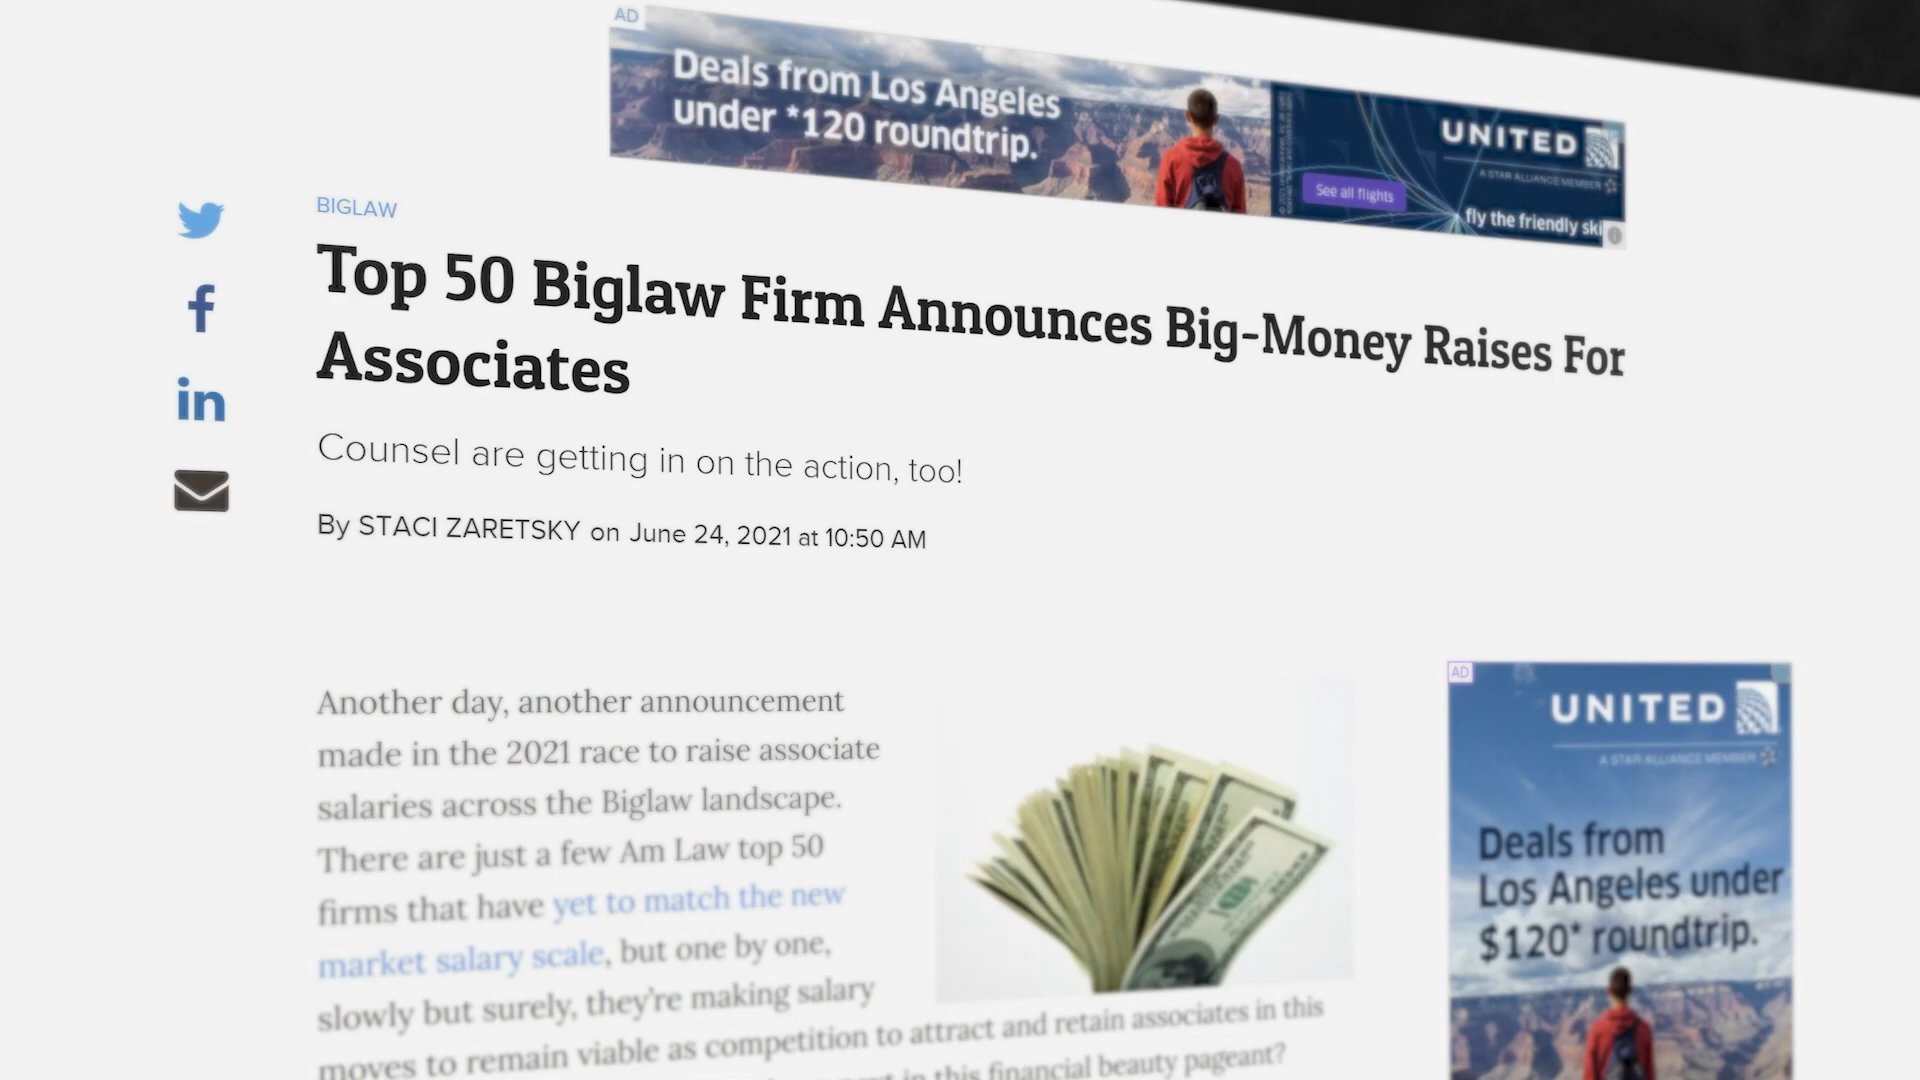 AD
Deals from Los Angeles
under *120 roundtrip.
UNITED
A STAR ALLIANCE MEMBER
See all flights
fly the friendly ski
BIGLAW
Top 50 Biglaw Firm Announces Big-Money Raises For
Associates
Counsel are getting in on the action, too!
By STACI ZARETSKY on June 24, 2021 at 10:50 AM
Another day, another announcement
made in the 2021 race to raise associate
salaries across the Biglaw landscape.
There are just a few Am Law top 50
firms that have yet to match the new
market salary scale, but one by one,
slowly but surely, they’re making salary
moves to remain viable as competition to attract and retain associates in this
in this financial beauty pageant?
AD
UNITED
A STAR ALLIANCE MEMBER
Deals from
Los Angeles under
$120* roundtrip.